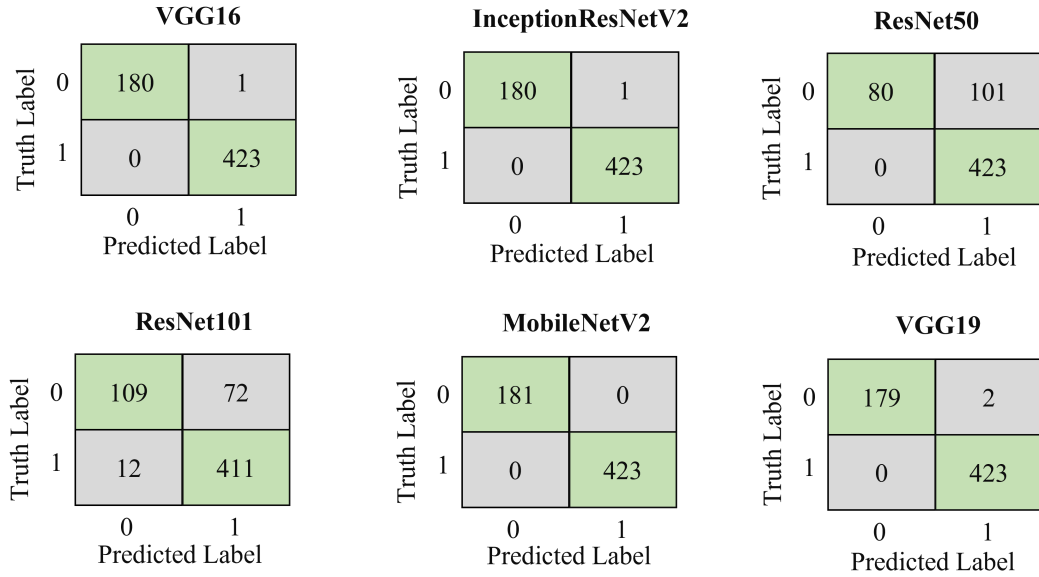 VGG16
Truth Label
0
180
1
1
0
423
0
1
Predicted Label
InceptionResNetV2
Truth Label
0
180
1
1
0
423
0
1
Predicted Label
ResNet50
Truth Label
0
80
101
1
0
423
0
1
Predicted Label
ResNet101
Truth Label
0
109
72
1
12
411
0
1
Predicted Label
MobileNetV2
Truth Label
0
181
0
1
0
423
0
1
Predicted Label
VGG19
Truth Label
0
179
2
1
0
423
0
1
Predicted Label